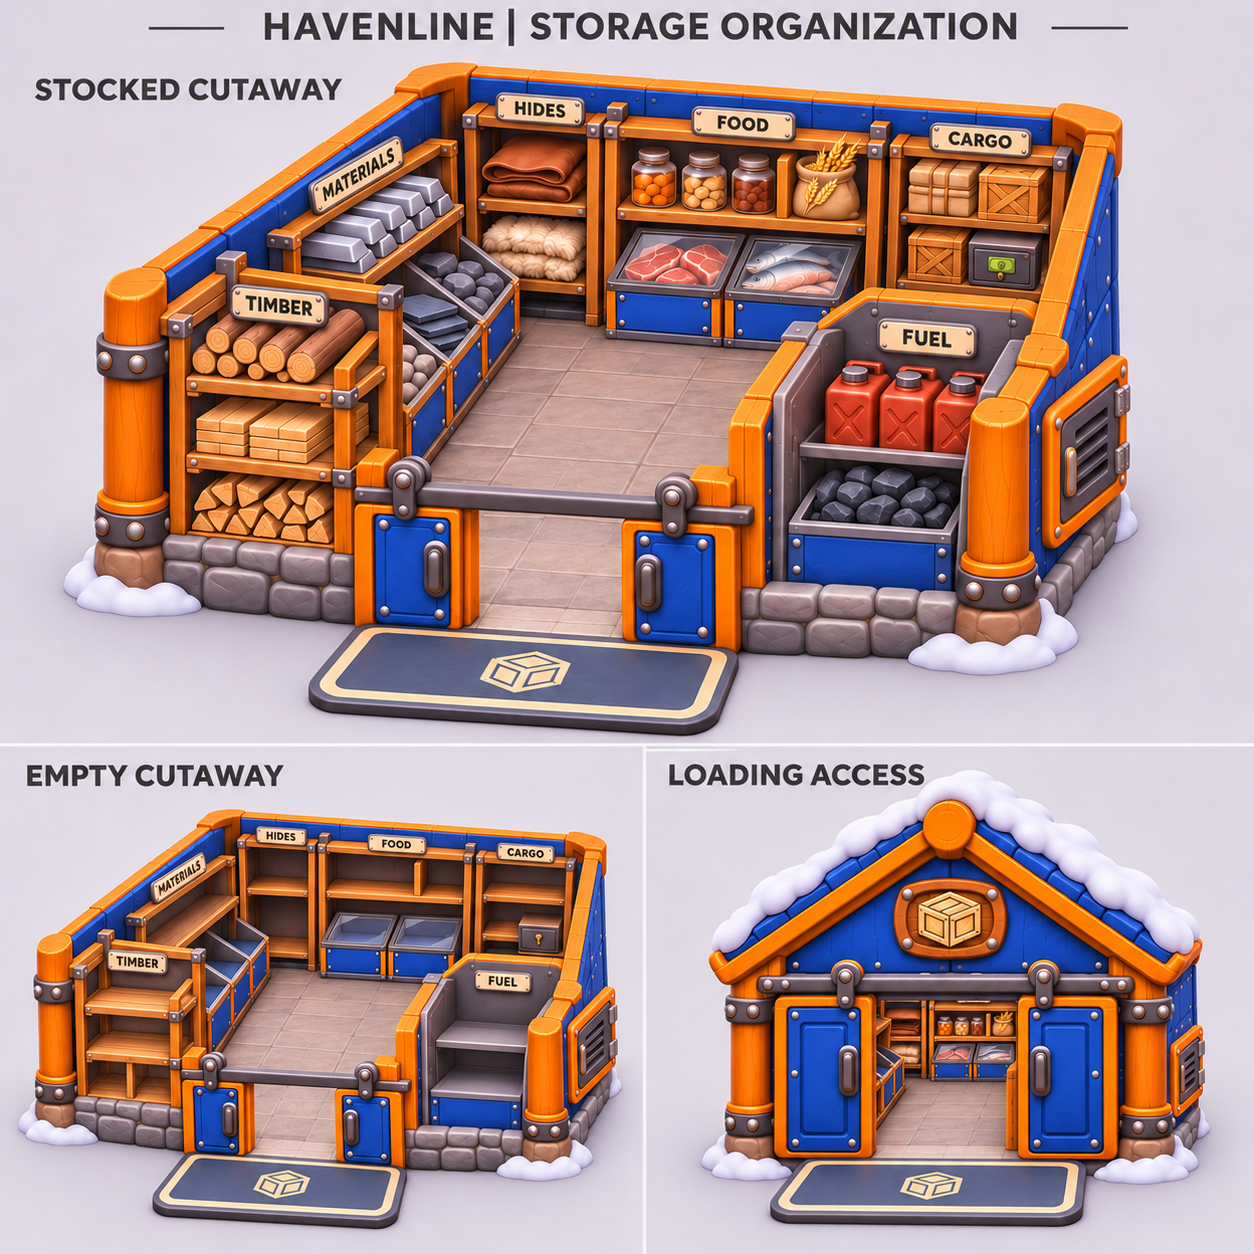 HAVENLINE | STORAGE ORGANIZATION
STOCKED CUTAWAY
HIDES
FOOD
CARGO
MATERIALS
TIMBER
FUEL
EMPTY CUTAWAY
HIDES
FOOD
CARGO
MATERIALS
TIMBER
FUEL
LOADING ACCESS